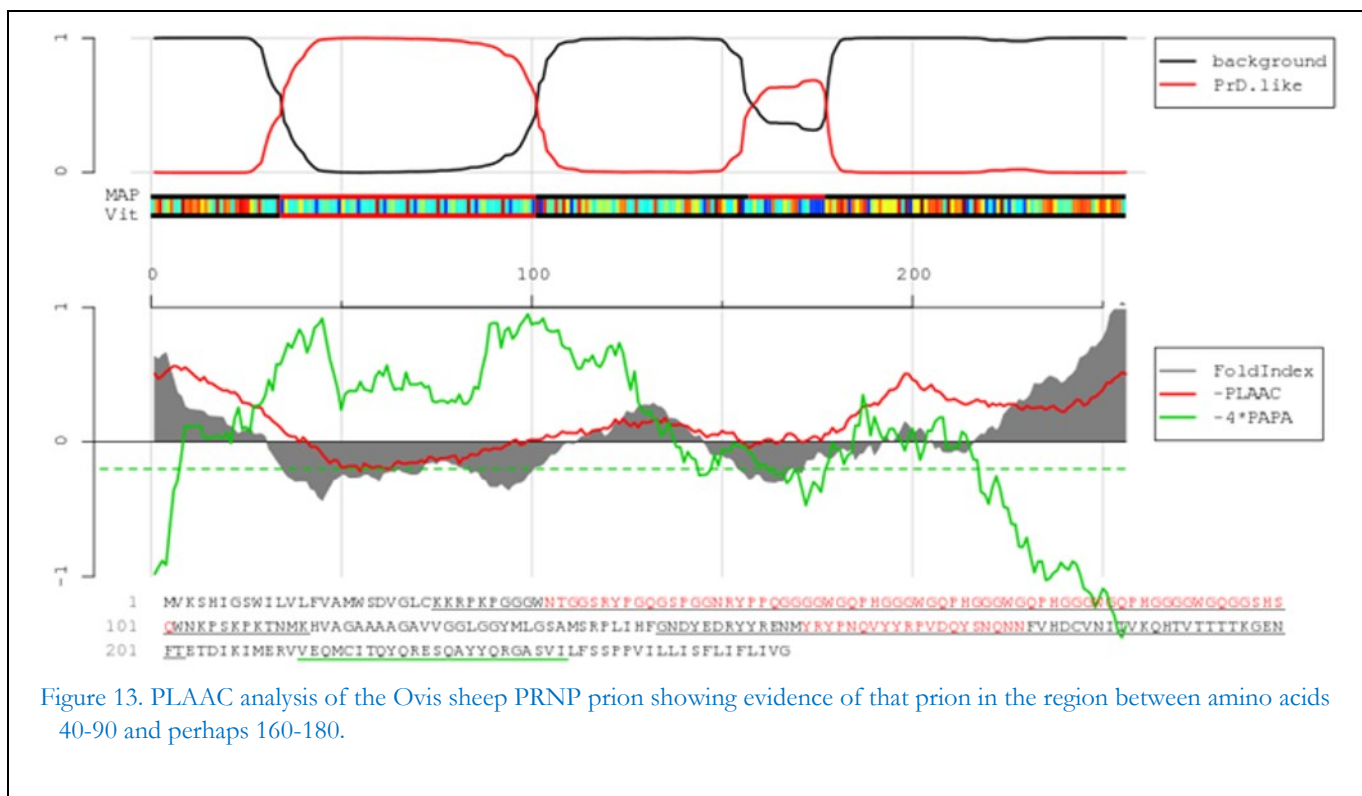 1
0
background
PrD.like
MAP
Vit
0 100 200
1
0
-1
FoldIndex
-PLAAC
-4*PAPA
1 MVKSHIGSWILVLFVAMWSDVGLCKKRPKPGGGWNTGGSRYPGQGSPGGNRYPPQGGGGWGQPHGGGWGQPHGGGWGQPHGGGWGQPHGGGGWGQGGSHS
101 QWNKPSKPKTNMKHVAGAAAAGAVVGGLGGYMLGSAMSRPLIHFGNDYEDRYYRENMYRYPNQVYYRPVDQYSNQNNFVHDCVNITVKQHTVTTTTKGEN
201 FTETDIKIMERVVEQMCITQYQRESQAYYQRGASVILFSSPPVILLISFLIFLIVG
Figure 13. PLAAC analysis of the Ovis sheep PRNP prion showing evidence of that prion in the region between amino acids
40-90 and perhaps 160-180.